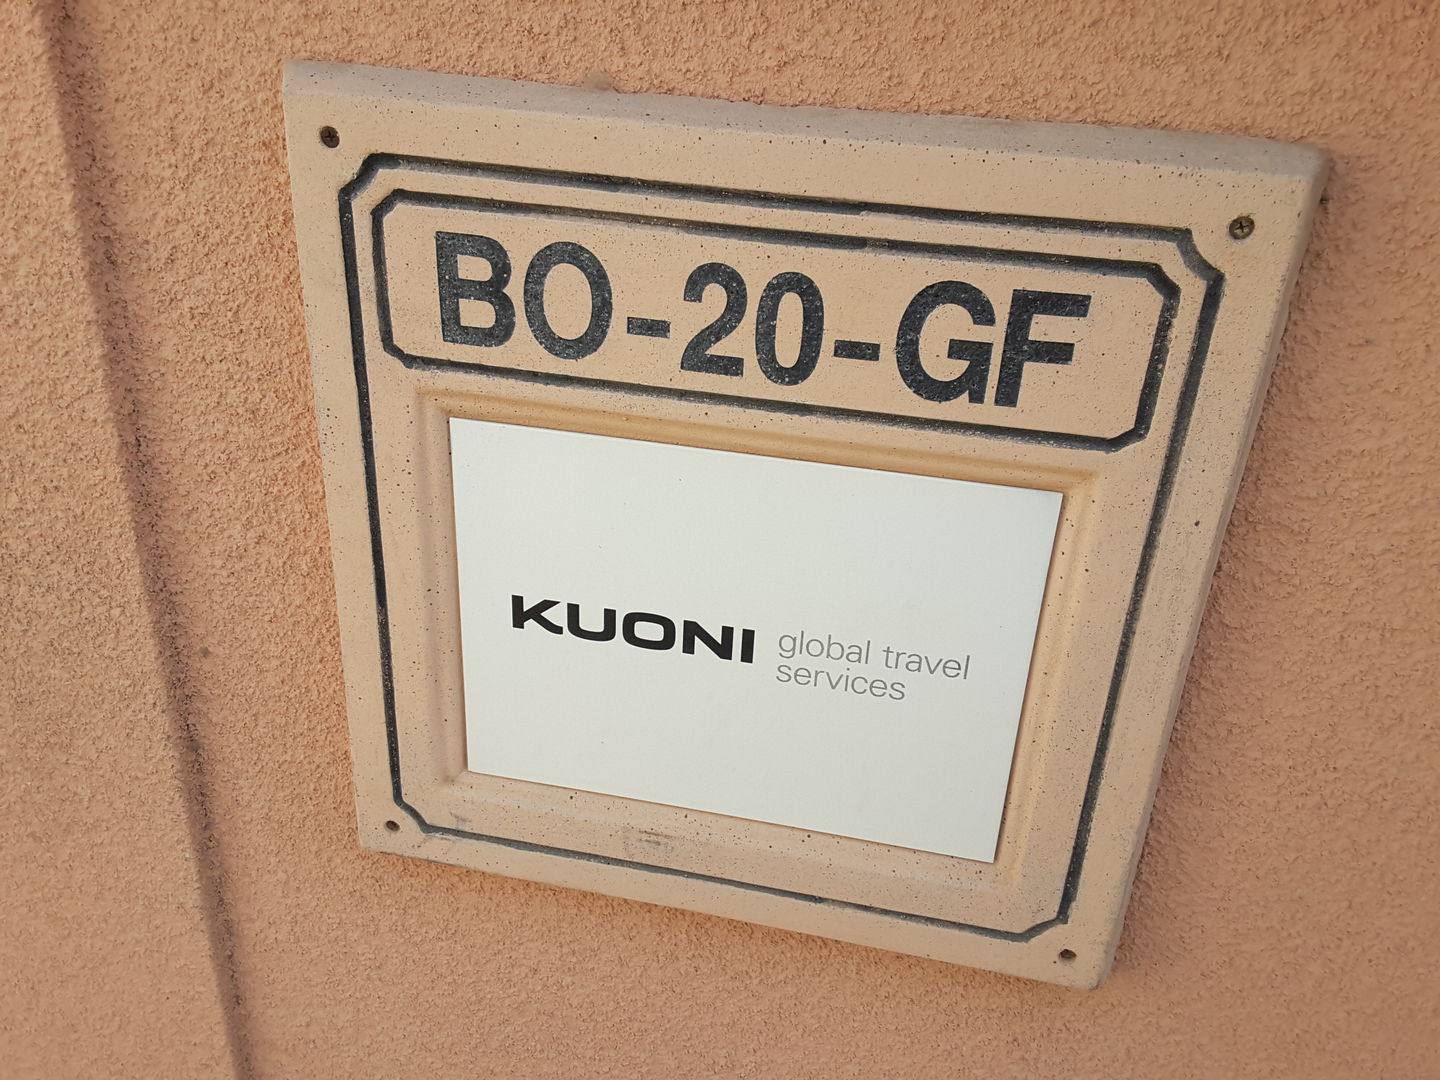 BO-20-GF
KUONI global travel
services